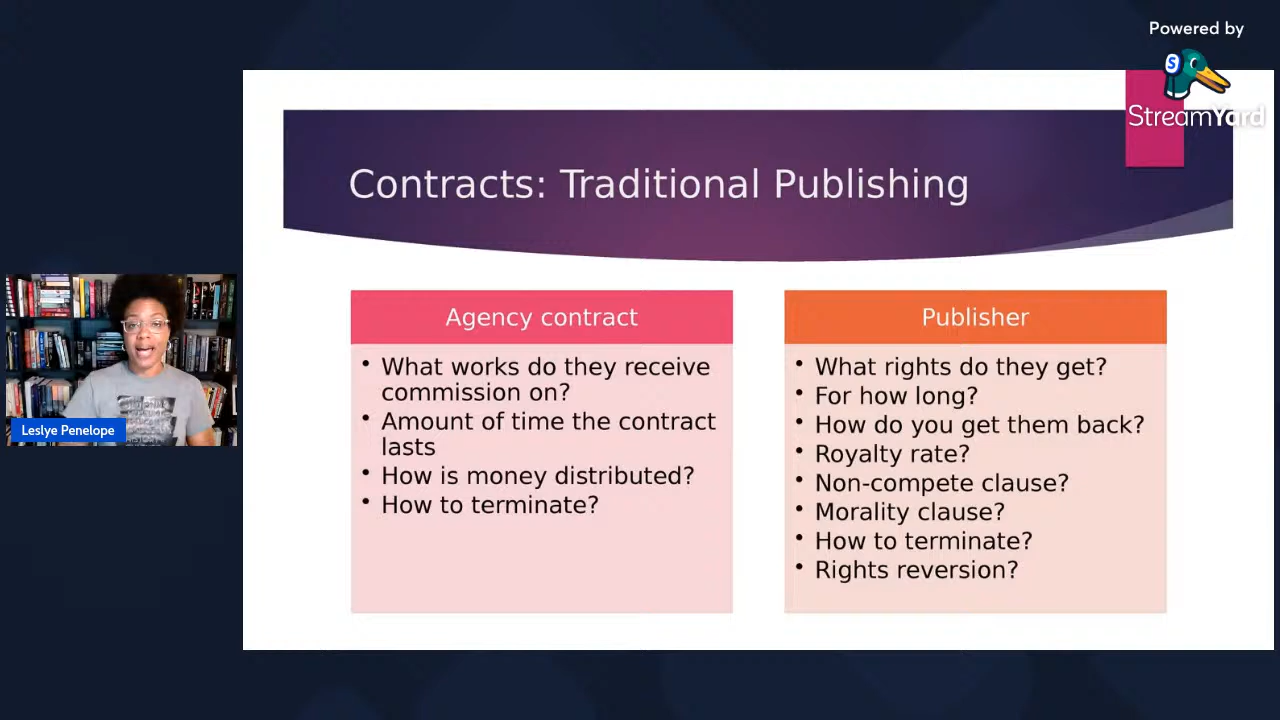 Powered by
StreamYard
Contracts: Traditional Publishing
Agency contract
• What works do they receive
commission on?
• Amount of time the contract
lasts
• How is money distributed?
• How to terminate?
Publisher
• What rights do they get?
• For how long?
• How do you get them back?
• Royalty rate?
• Non-compete clause?
• Morality clause?
• How to terminate?
• Rights reversion?
Leslye Penelope